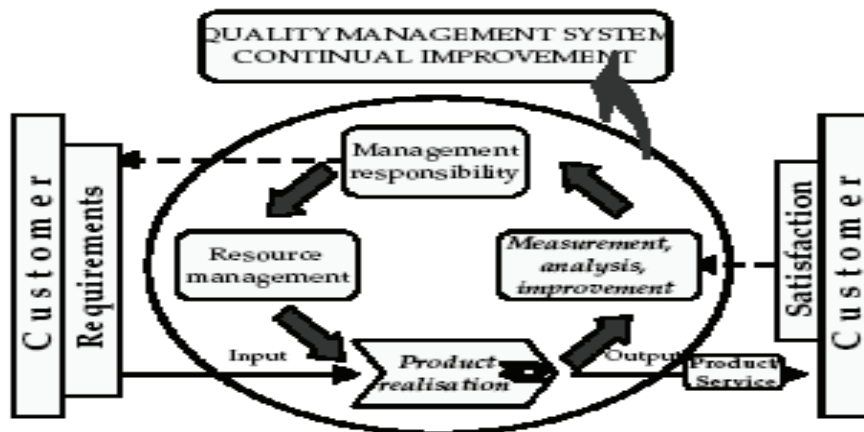 QUALITY MANAGEMENT SYSTEM
CONTINUAL IMPROVEMENT
Customer
Requirements
Management
responsibility
Resource
management
Measurement,
analysis,
improvement
Satisfaction
Customer
Input
Product
realisation
Output
Product
Service